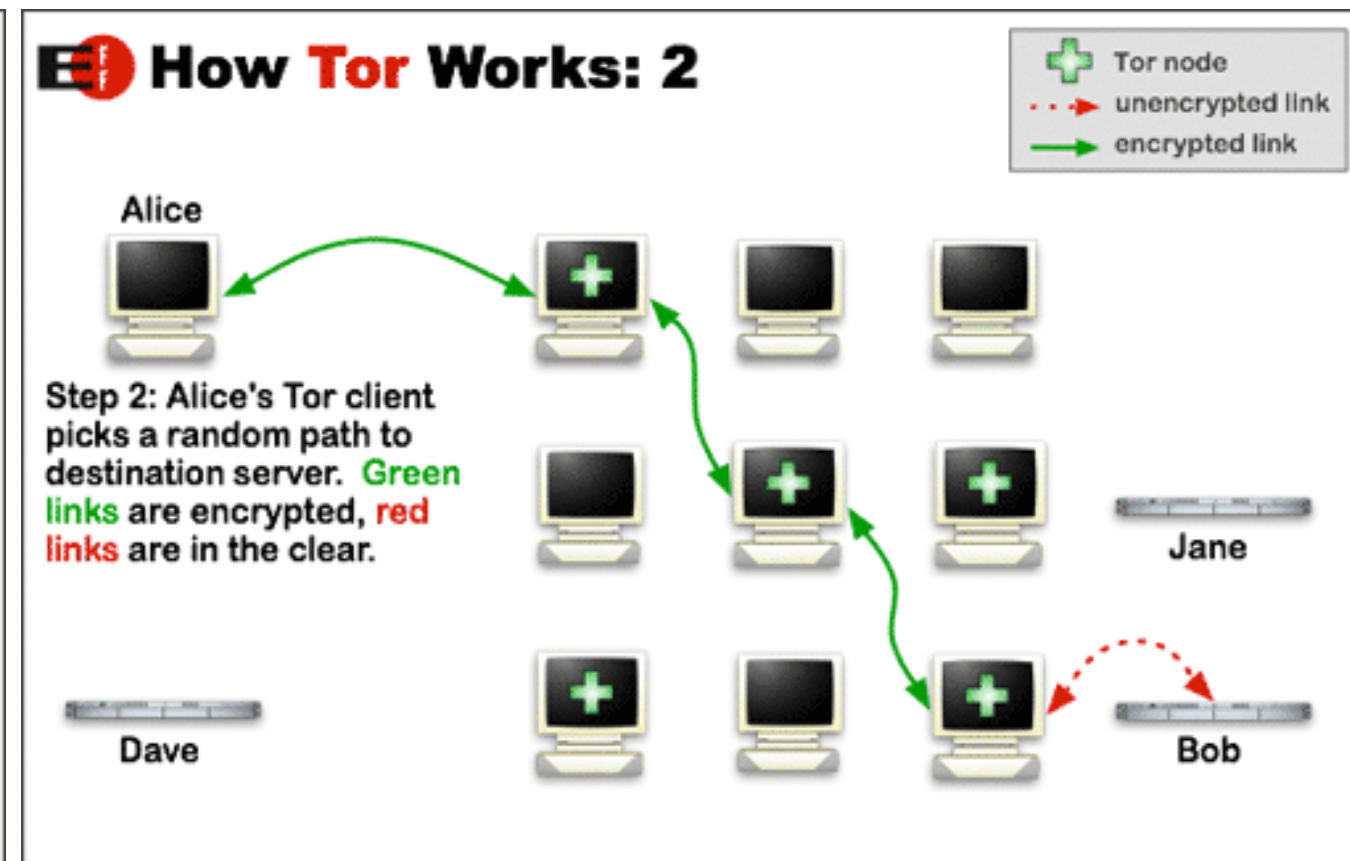 EFF How Tor Works: 2
Tor node
unencrypted link
encrypted link
Alice
Step 2: Alice's Tor client
picks a random path to
destination server. Green
links are encrypted, red
links are in the clear.
Jane
Dave
Bob